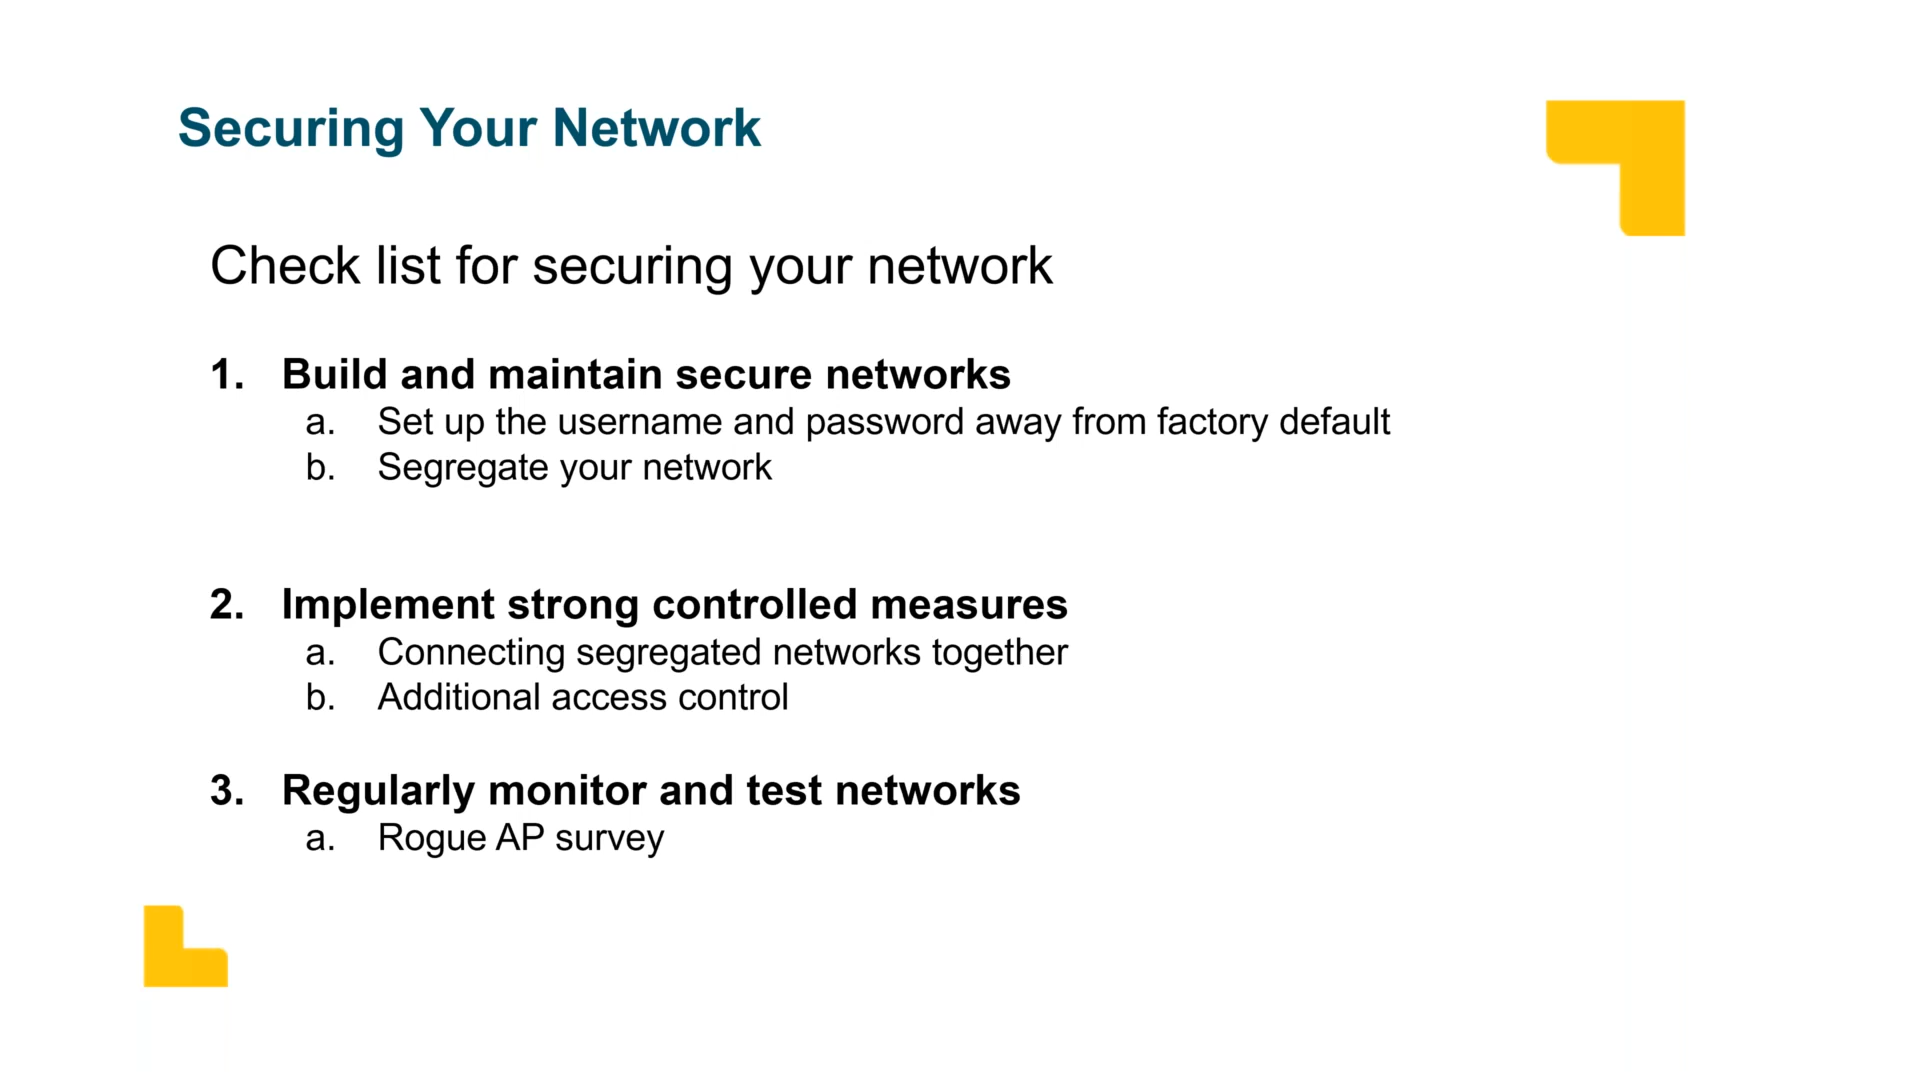 Securing Your Network
Check list for securing your network
1. Build and maintain secure networks
a. Set up the username and password away from factory default
b. Segregate your network
2. Implement strong controlled measures
a. Connecting segregated networks together
b. Additional access control
3. Regularly monitor and test networks
a. Rogue AP survey